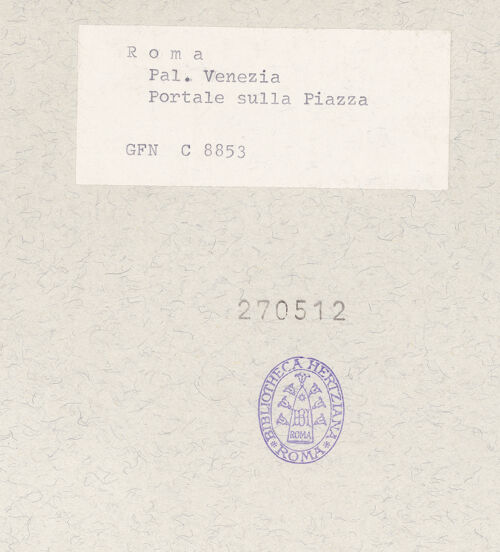 R o m a
Pal. Venezia
Portale sulla Piazza
GFN C 8853
270512
BIBLIOTHECA HERTZIANA
ROMA
* ROMA *